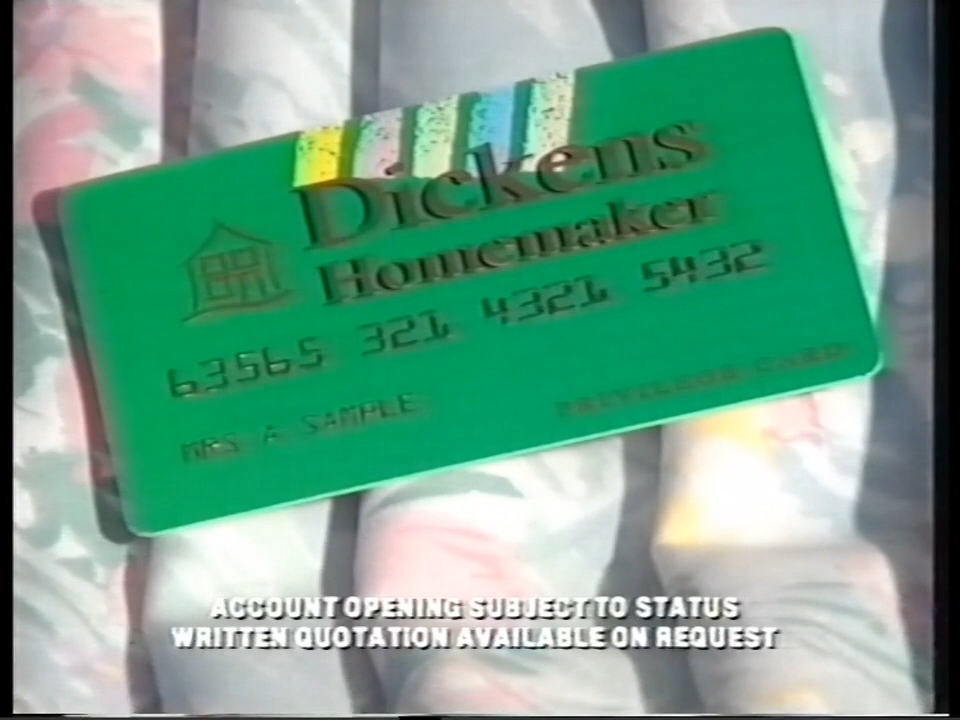 Dickens
Homemaker
63565 321 4321 5432
MRS A SAMPLE
ACCOUNT OPENING SUBJECT TO STATUS
WRITTEN QUOTATION AVAILABLE ON REQUEST